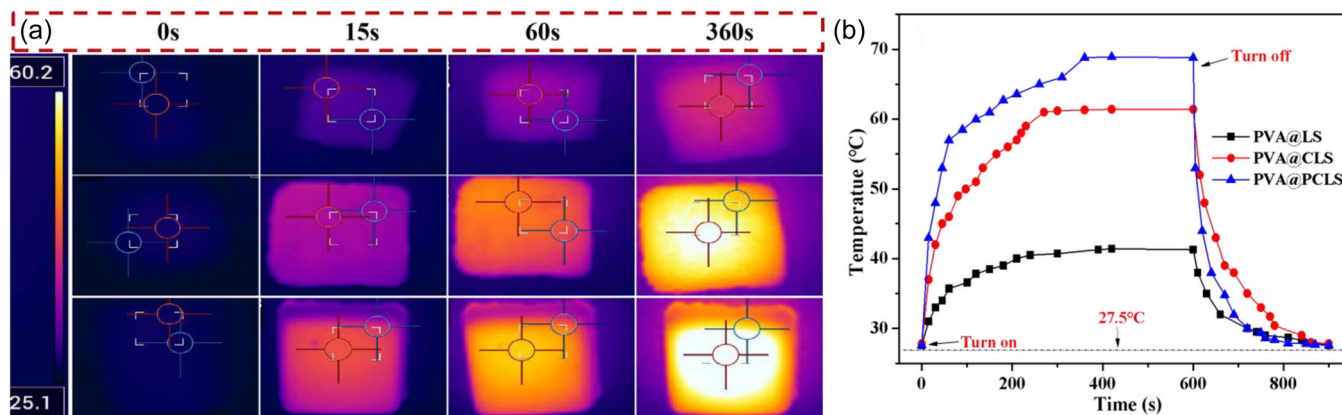 (a)
0s 15s 60s 360s
60.2
25.1
(b)
70
60
50
40
30
0 200 400 600 800
Temperatue (°C)
Time (s)
Turn off
PVA@LS
PVA@CLS
PVA@PCLS
27.5°C
Turn on